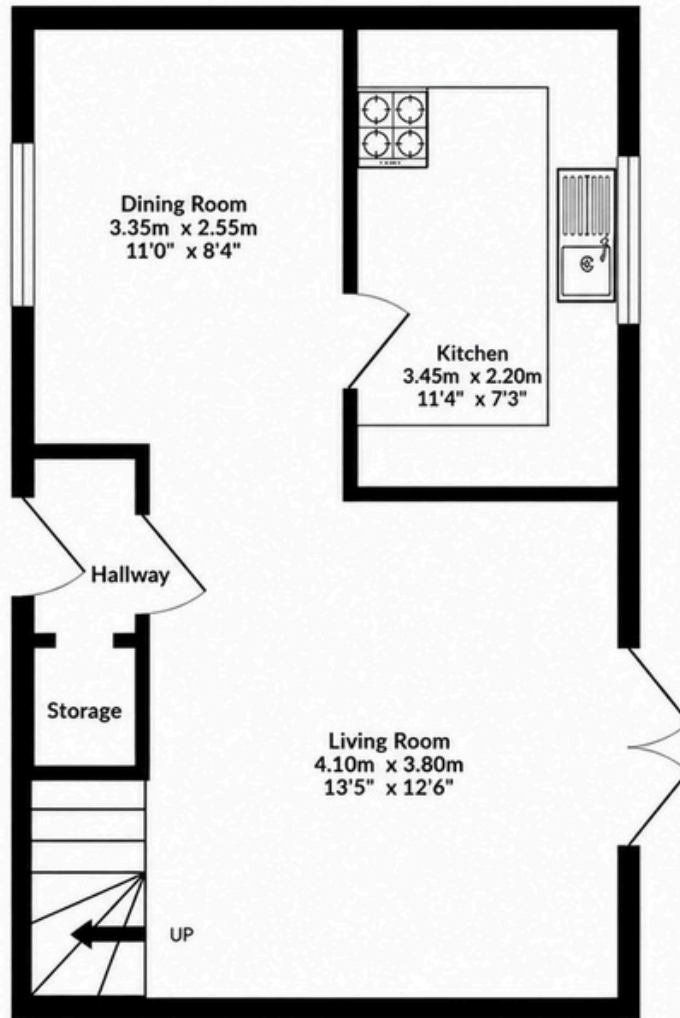 Dining Room
3.35m x 2.55m
11'0" x 8'4"
Kitchen
3.45m x 2.20m
11'4" x 7'3"
Hallway
Storage
Living Room
4.10m x 3.80m
13'5" x 12'6"
UP